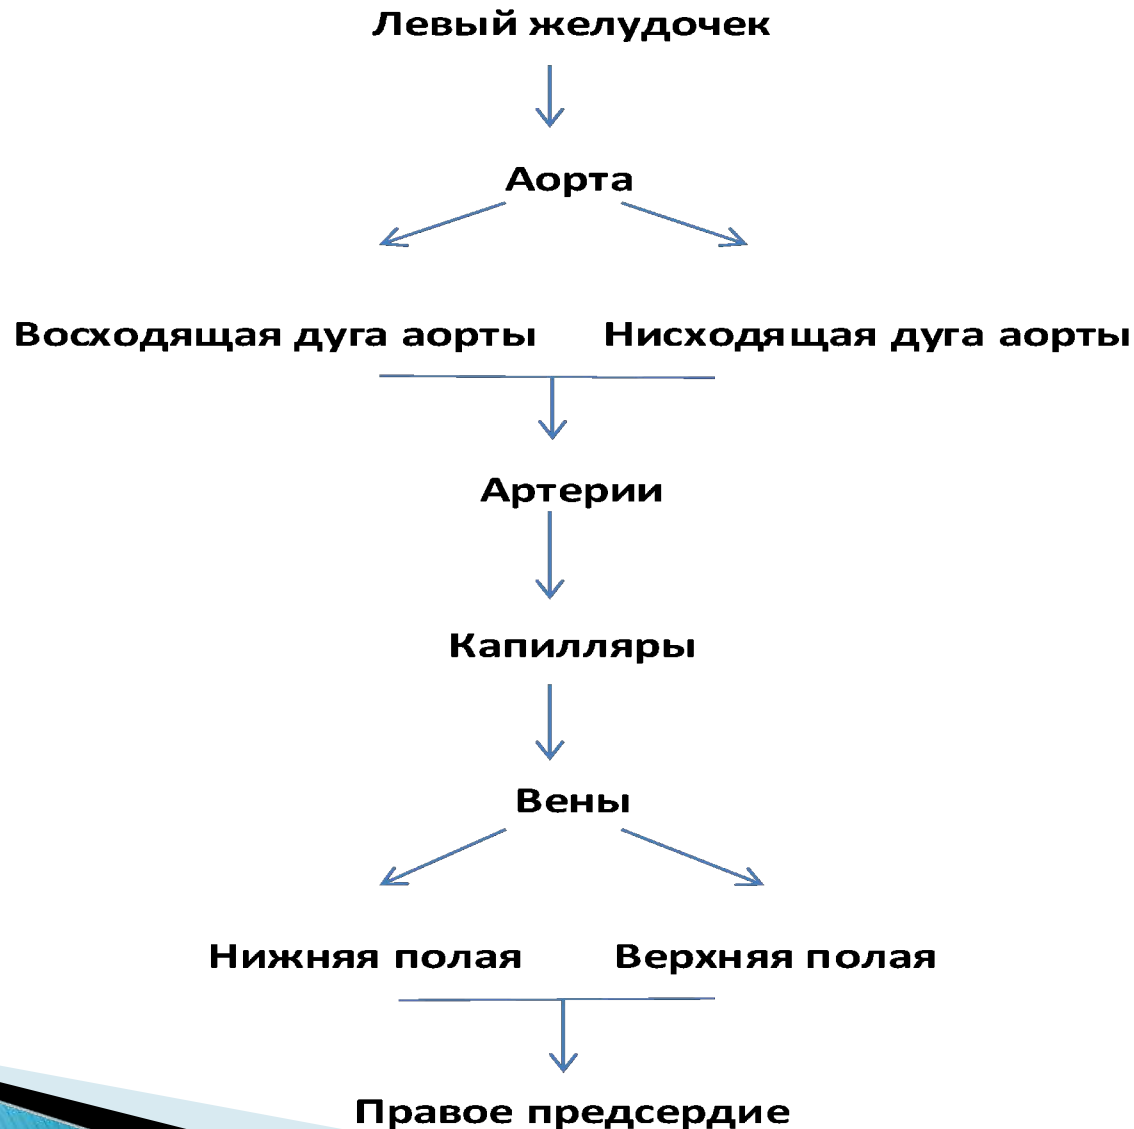 Левый желудочек
Аорта
Восходящая дуга аорты Нисходящая дуга аорты
Артерии
Капилляры
Вены
Нижняя полая Верхняя полая
Правое предсердие